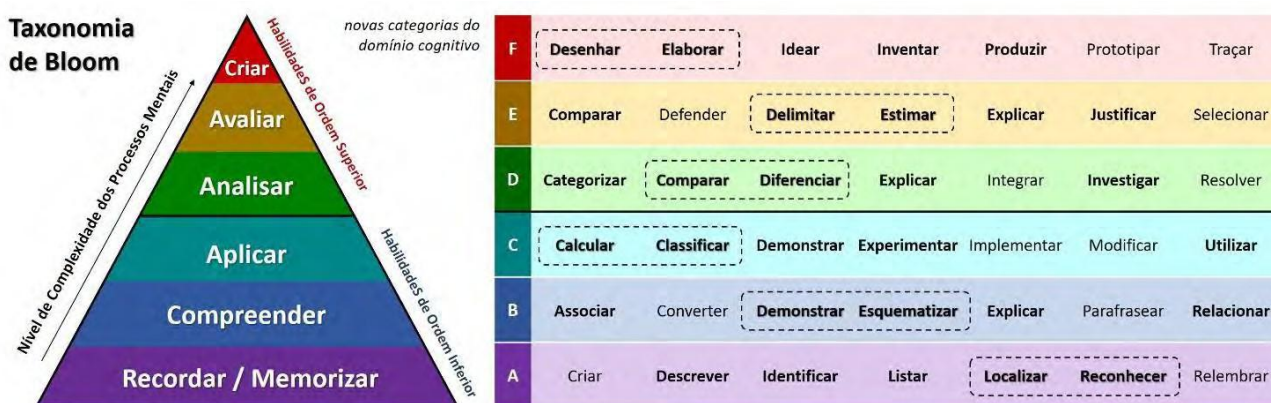 Taxonomia
de Bloom
novas categorias do
domínio cognitivo
Nível de Complexidade dos Processos Mentais
HabilidadeS de Ordem Superior
HabilidadeS de Ordem Inferior
Criar
Avaliar
Analisar
Aplicar
Compreender
Recordar / Memorizar
F Desenhar Elaborar Idear Inventar Produzir Prototipar Traçar
E Comparar Defender Delimitar Estimar Explicar Justificar Selecionar
D Categorizar Comparar Diferenciar Explicar Integrar Investigar Resolver
C Calcular Classificar Demonstrar Experimentar Implementar Modificar Utilizar
B Associar Converter Demonstrar Esquematizar Explicar Parafrasear Relacionar
A Criar Descrever Identificar Listar Localizar Reconhecer Relembrar